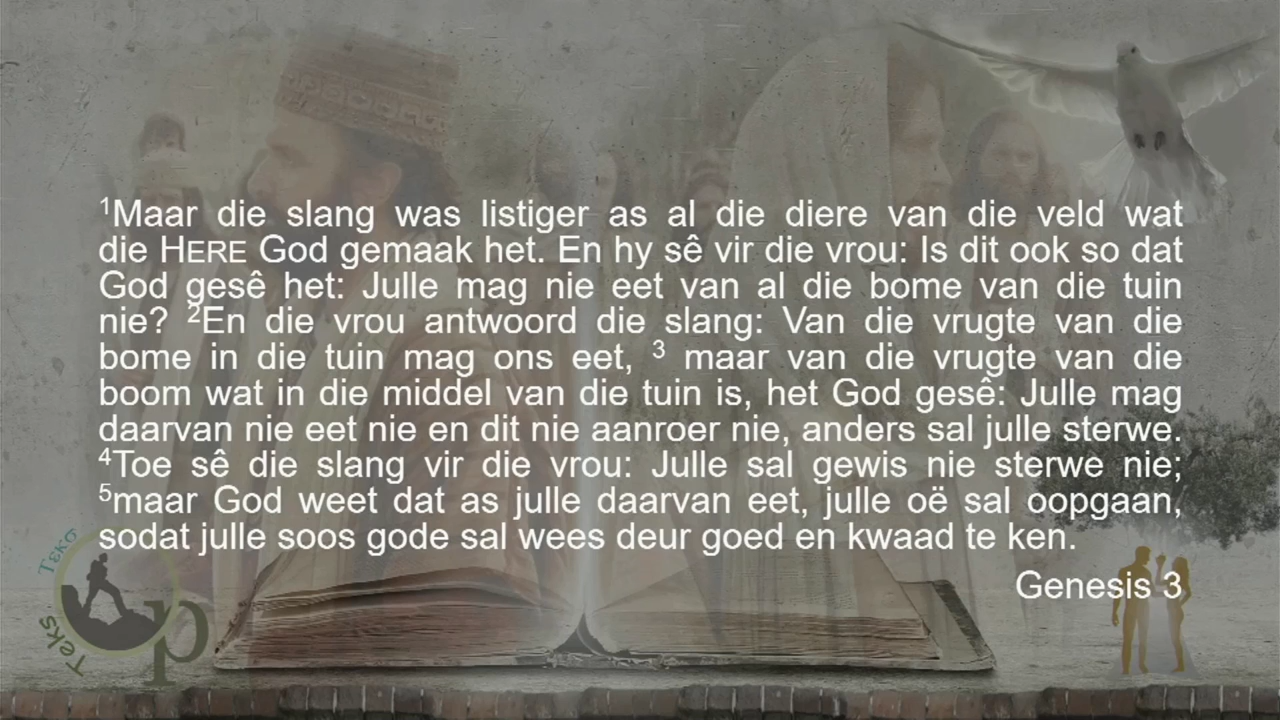 ¹Maar die slang was listiger as al die diere van die veld wat
die HERE God gemaak het. En hy sê vir die vrou: Is dit ook so dat
God gesê het: Julle mag nie eet van al die bome van die tuin
nie? ²En die vrou antwoord die slang: Van die vrugte van die
bome in die tuin mag ons eet, ³ maar van die vrugte van die
boom wat in die middel van die tuin is, het God gesê: Julle mag
daarvan nie eet nie en dit nie aanroer nie, anders sal julle sterwe.
⁴Toe sê die slang vir die vrou: Julle sal gewis nie sterwe nie;
⁵maar God weet dat as julle daarvan eet, julle oë sal oopgaan,
sodat julle soos gode sal wees deur goed en kwaad te ken.
Genesis 3
Teks
Op